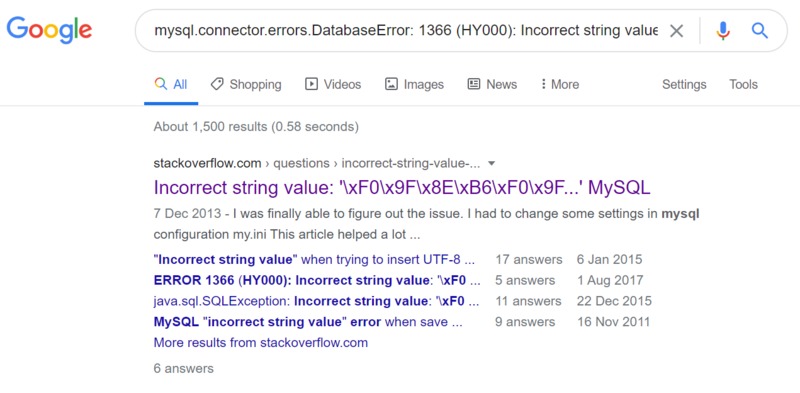 Google
mysql.connector.errors.DatabaseError: 1366 (HY000): Incorrect string value
All Shopping Videos Images News More Settings Tools
About 1,500 results (0.58 seconds)
stackoverflow.com › questions › incorrect-string-value-...
Incorrect string value: '\xF0\x9F\x8E\xB6\xF0\x9F...' MySQL
7 Dec 2013 - I was finally able to figure out the issue. I had to change some settings in mysql
configuration my.ini This article helped a lot ...
"Incorrect string value" when trying to insert UTF-8 ... 17 answers 6 Jan 2015
ERROR 1366 (HY000): Incorrect string value: '\xF0 ... 5 answers 1 Aug 2017
java.sql.SQLException: Incorrect string value: '\xF0 ... 11 answers 22 Dec 2015
MySQL "incorrect string value" error when save ... 9 answers 16 Nov 2011
More results from stackoverflow.com
6 answers